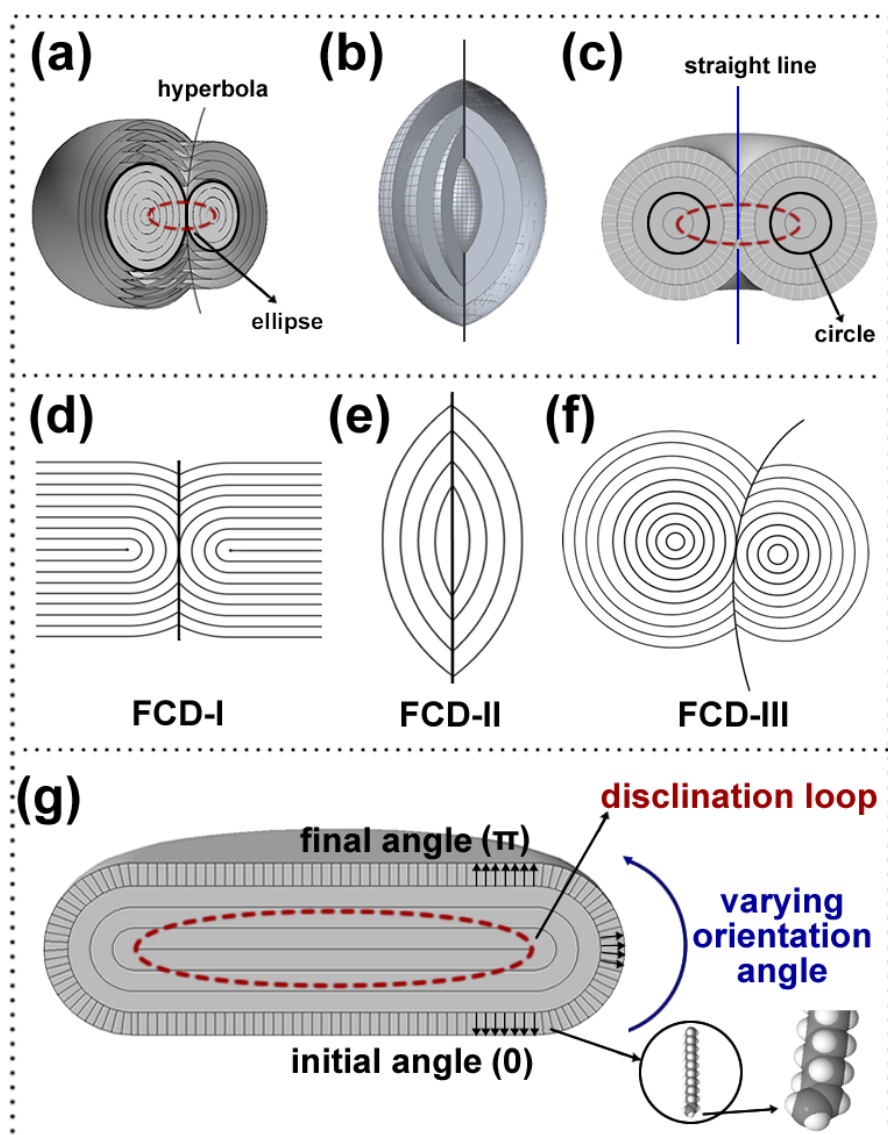 (a)
(b)
(c)
hyperbola
straight line
ellipse
circle
(d)
(e)
(f)
FCD-I
FCD-II
FCD-III
(g)
disclination loop
final angle (π)
varying
orientation
angle
initial angle (0)